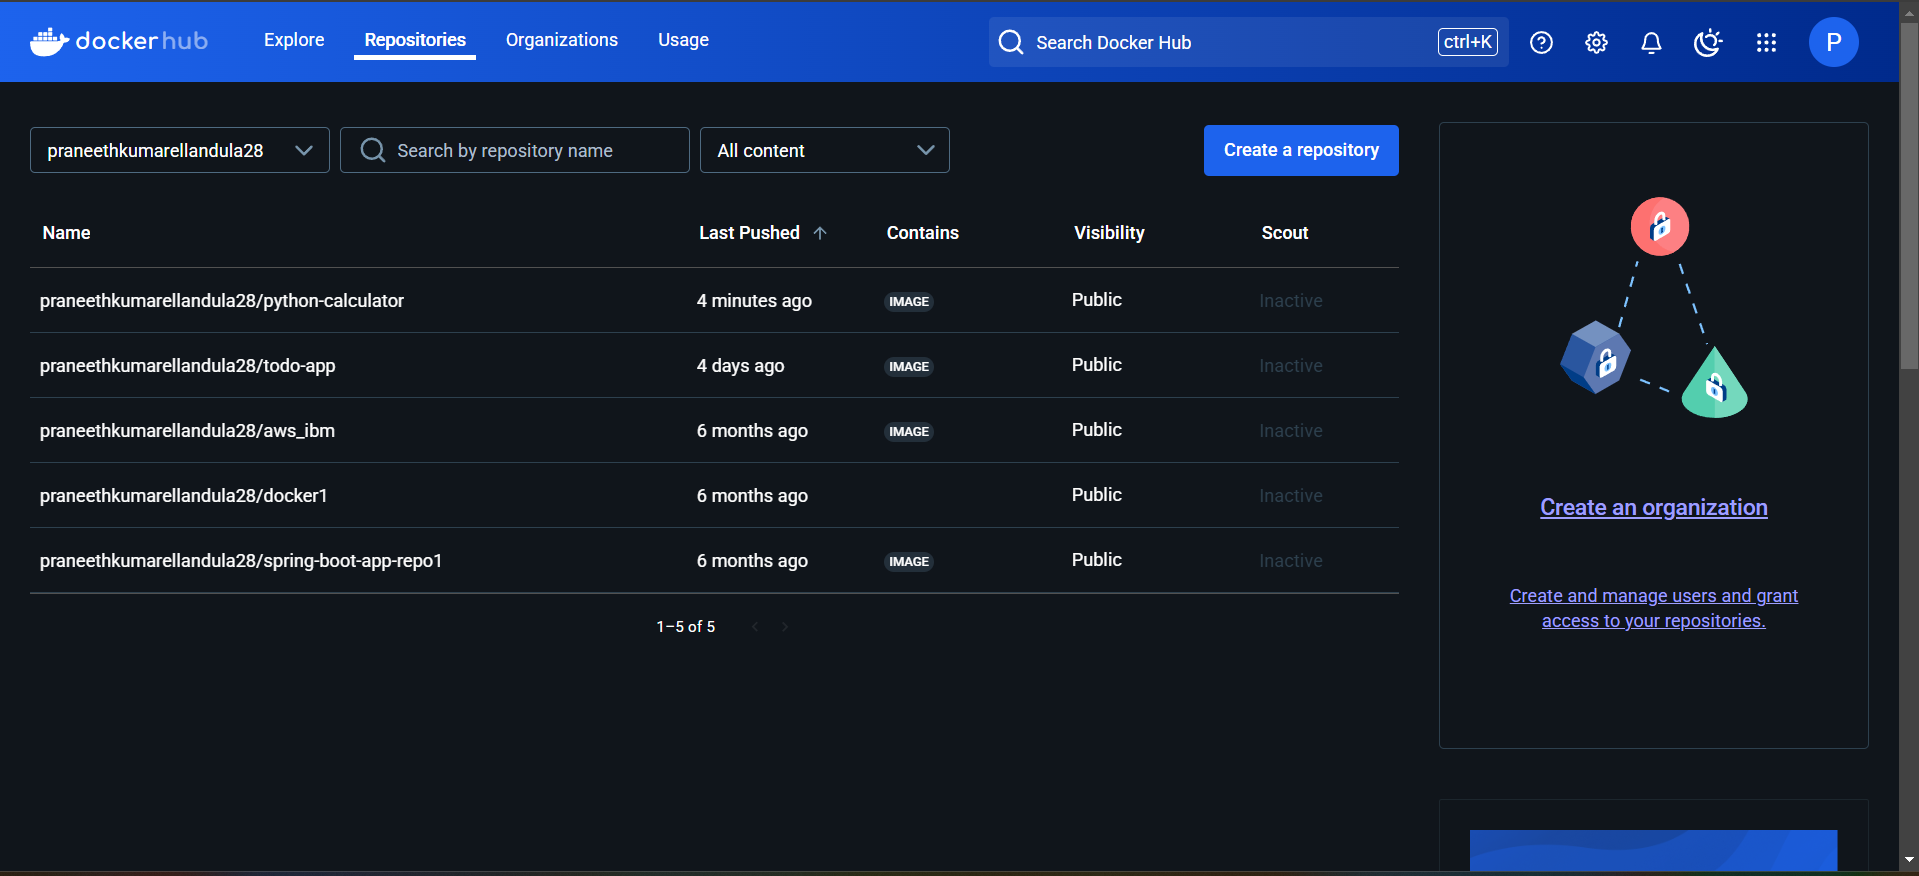 docker hub Explore Repositories Organizations Usage Search Docker Hub ctrl+K P
praneethkumarellandula28 Search by repository name All content Create a repository
Name Last Pushed Contains Visibility Scout
praneethkumarellandula28/python-calculator 4 minutes ago IMAGE Public Inactive
praneethkumarellandula28/todo-app 4 days ago IMAGE Public Inactive
praneethkumarellandula28/aws_ibm 6 months ago IMAGE Public Inactive
praneethkumarellandula28/docker1 6 months ago Public Inactive
praneethkumarellandula28/spring-boot-app-repo1 6 months ago IMAGE Public Inactive
1–5 of 5
Create an organization
Create and manage users and grant
access to your repositories.